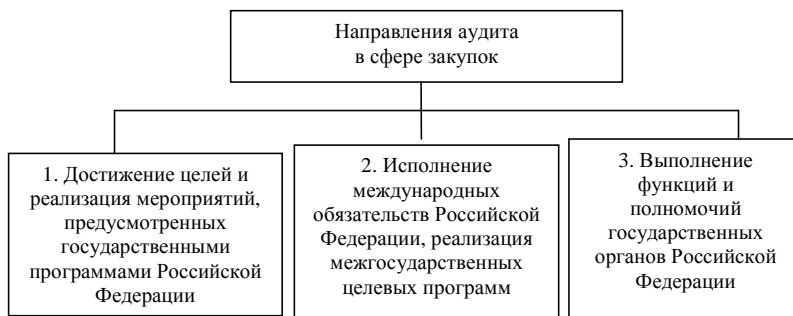 Направления аудита
в сфере закупок
1. Достижение целей и
реализация мероприятий,
предусмотренных
государственными
программами Российской
Федерации
2. Исполнение
международных
обязательств Российской
Федерации, реализация
межгосударственных
целевых программ
3. Выполнение
функций и
полномочий
государственных
органов Российской
Федерации